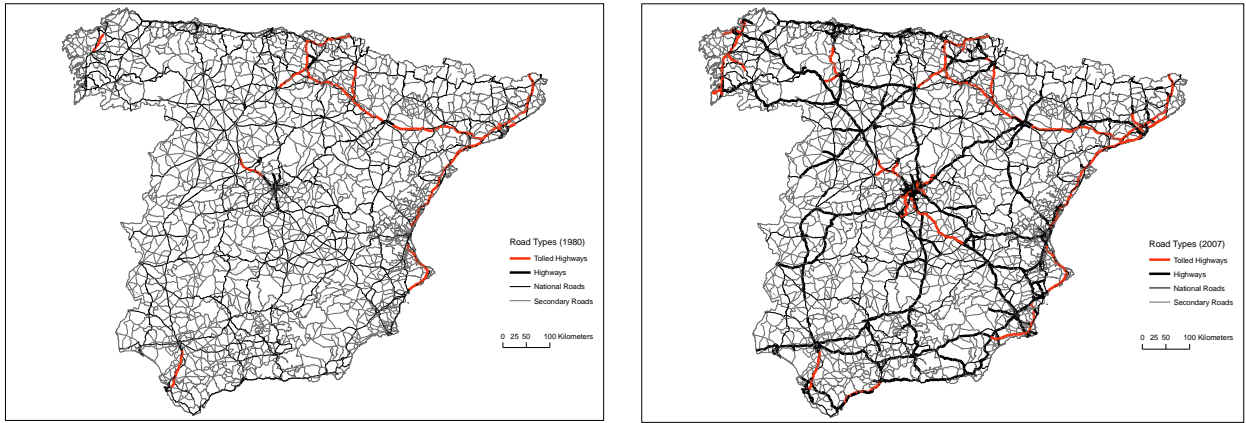 Road Types (1980)
Tolled Highways
Highways
National Roads
Secondary Roads
0 25 50 100 Kilometers
Road Types (2007)
Tolled Highways
Highways
National Roads
Secondary Roads
0 25 50 100 Kilometers